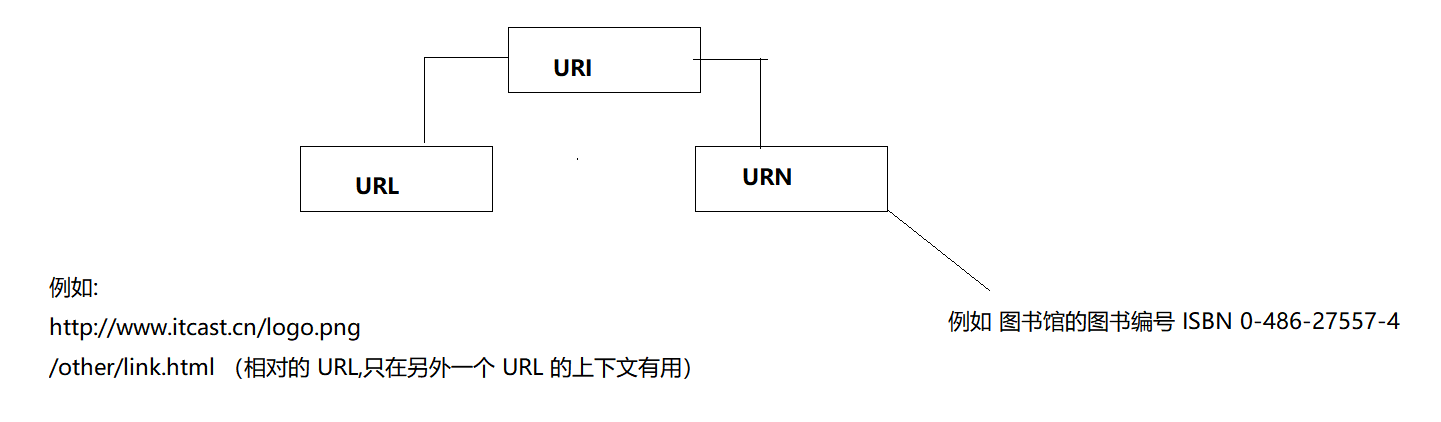 URI
URL
URN
例如:
http://www.itcast.cn/logo.png
/other/link.html （相对的 URL,只在另外一个 URL 的上下文有用）
例如 图书馆的图书编号 ISBN 0-486-27557-4